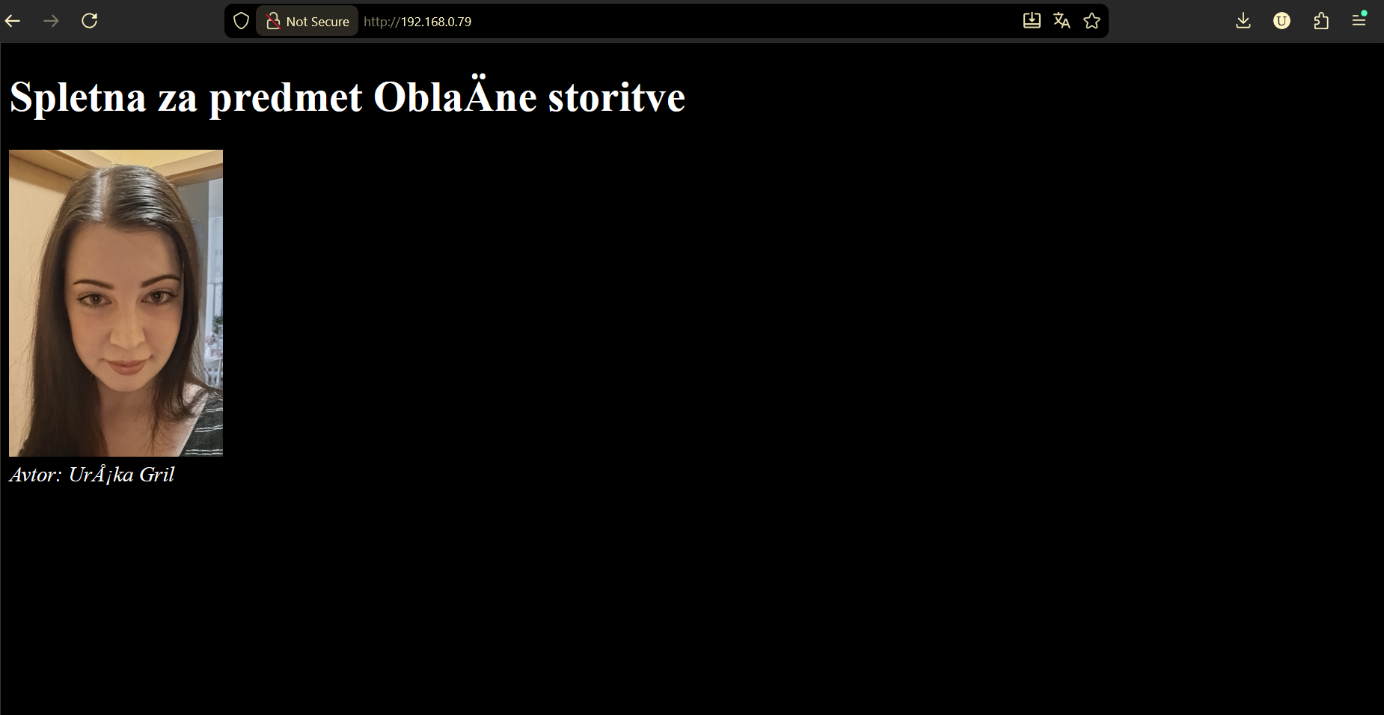 Not Secure http://192.168.0.79
U
Spletna za predmet OblaÄne storitve
Avtor: UrÅ¡ka Gril